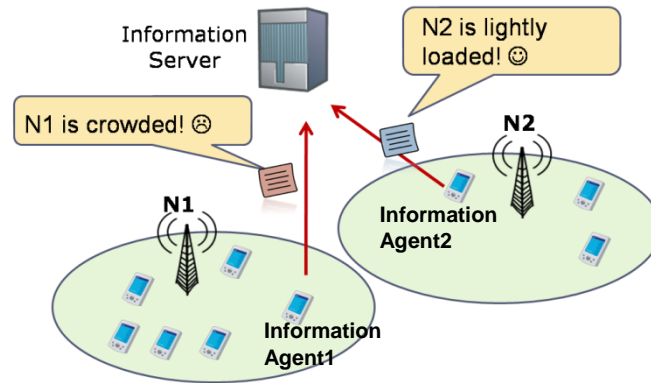 Information
Server
N2 is lightly
loaded! ☺
N1 is crowded! ☹
N2
N1
Information
Agent2
Information
Agent1